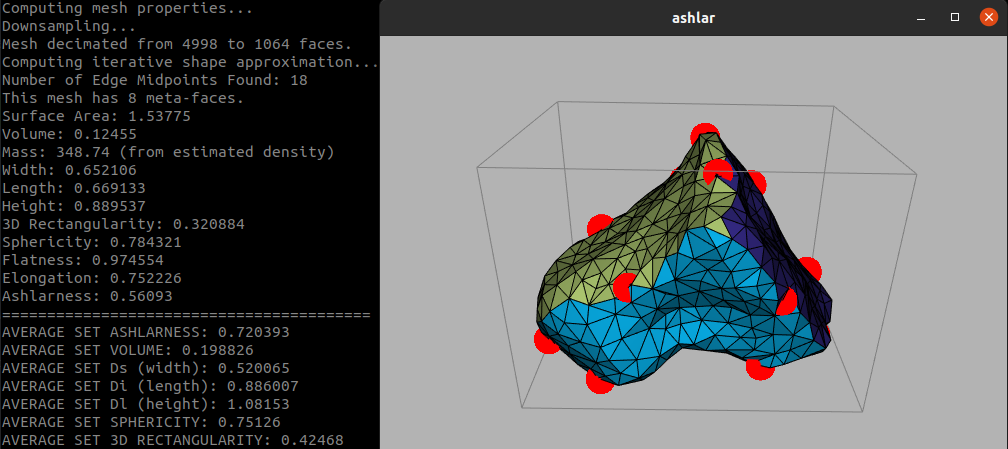 Computing mesh properties...
Downsampling...
Mesh decimated from 4998 to 1064 faces.
Computing iterative shape approximation...
Number of Edge Midpoints Found: 18
This mesh has 8 meta-faces.
Surface Area: 1.53775
Volume: 0.12455
Mass: 348.74 (from estimated density)
Width: 0.652106
Length: 0.669133
Height: 0.889537
3D Rectangularity: 0.320884
Sphericity: 0.784321
Flatness: 0.974554
Elongation: 0.752226
Ashlarness: 0.56093
=========================================
AVERAGE SET ASHLARNESS: 0.720393
AVERAGE SET VOLUME: 0.198826
AVERAGE SET Ds (width): 0.520065
AVERAGE SET Di (length): 0.886007
AVERAGE SET Dl (height): 1.08153
AVERAGE SET SPHERICITY: 0.75126
AVERAGE SET 3D RECTANGULARITY: 0.42468
ashlar